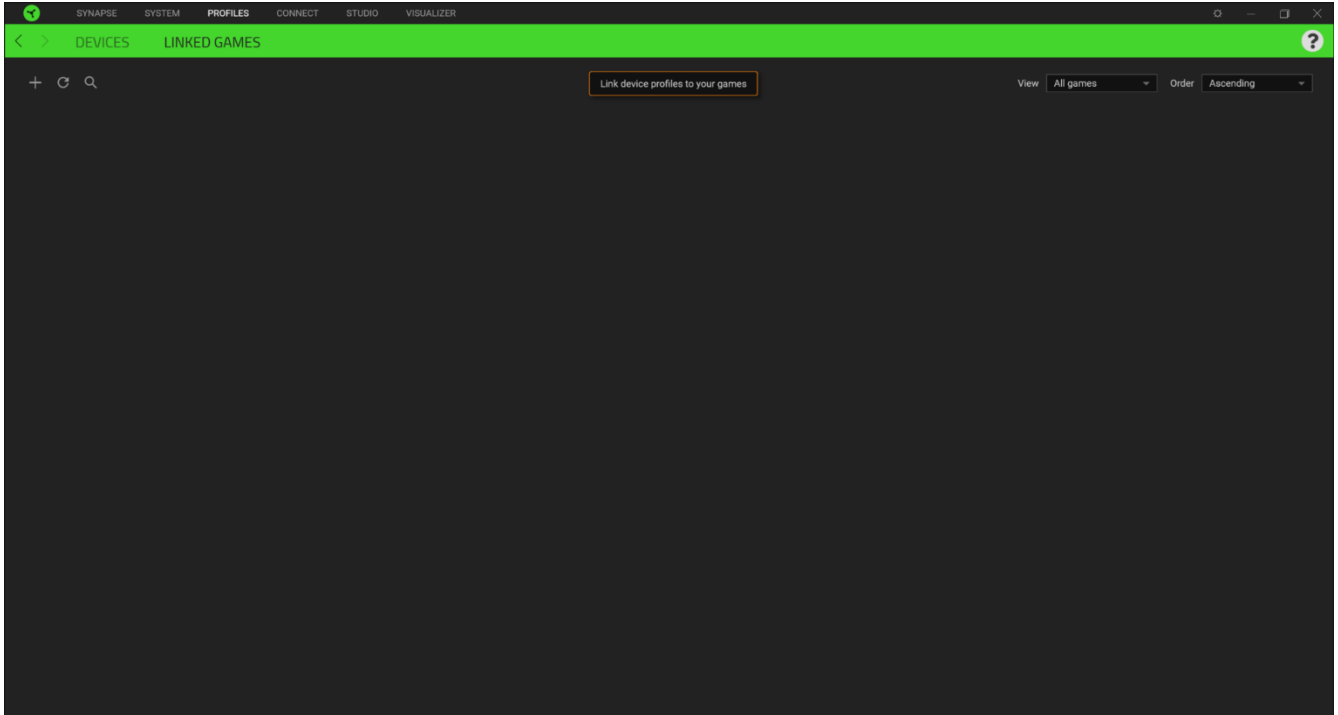 SYNAPSE SYSTEM PROFILES CONNECT STUDIO VISUALIZER
DEVICES LINKED GAMES ?
Link device profiles to your games View All games Order Ascending